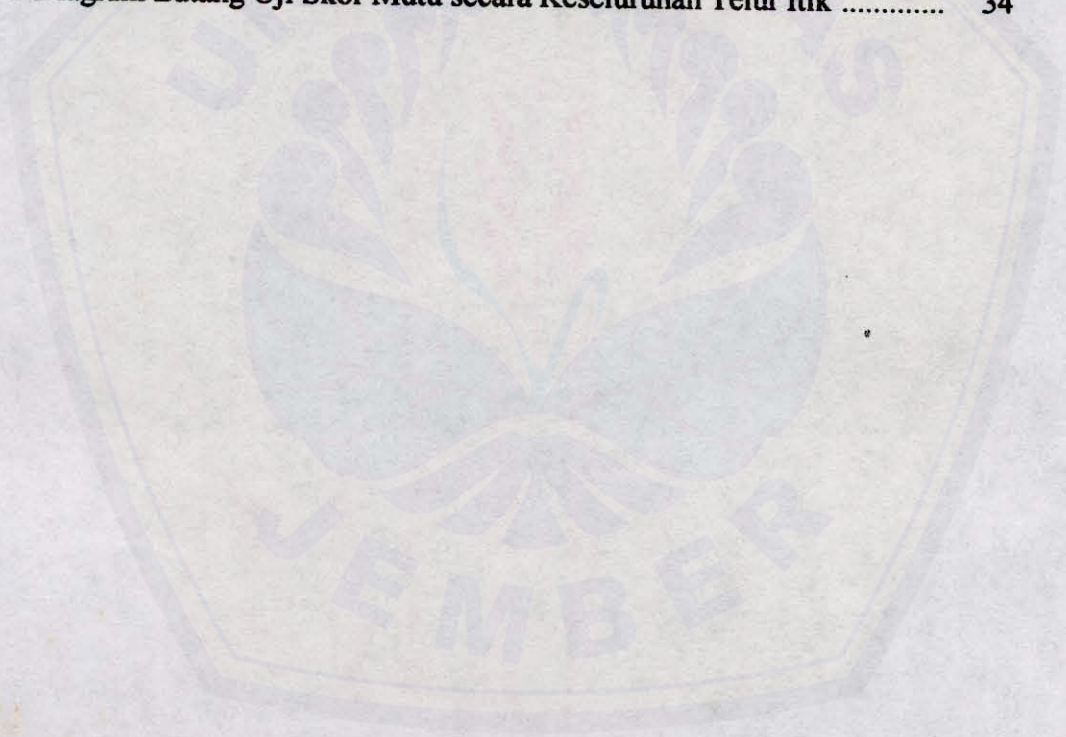 Batang Uji Skor Mutu secara Keseluruhan Telur Itik ............. 34
JEMBER